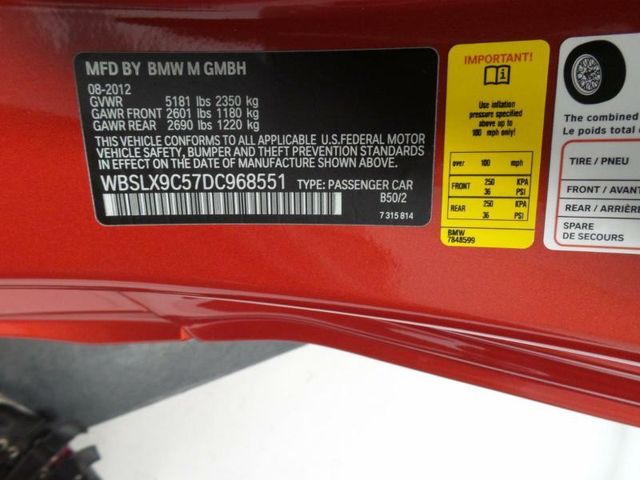 MFD BY BMW M GMBH
08-2012
GVWR 5181 lbs 2350 kg
GAWR FRONT 2601 lbs 1180 kg
GAWR REAR 2690 lbs 1220 kg
THIS VEHICLE CONFORMS TO ALL APPLICABLE U.S.FEDERAL MOTOR
VEHICLE SAFETY, BUMPER AND THEFT PREVENTION STANDARDS
IN EFFECT ON THE DATE OF MANUFACTURE SHOWN ABOVE.
WBSLX9C57DC968551 TYPE: PASSENGER CAR
B50/2
7 315 814
IMPORTANT!
Use inflation
pressure specified
above up to
100 mph only!
over 100 mph
FRONT 250 KPA
36 PSI
REAR 250 KPA
36 PSI
BMW
7848599
The combined
Le poids total
TIRE / PNEU
FRONT / AVANT
REAR / ARRIÈRE
SPARE
DE SECOURS